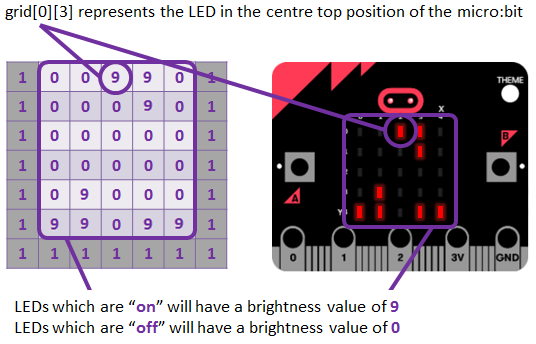 grid[0][3] represents the LED in the centre top position of the micro:bit
1 0 0 9 9 0 1
1 0 0 0 9 0 1
1 0 0 0 0 0 1
1 0 0 0 0 0 1
1 0 9 0 0 0 1
1 9 9 0 9 9 1
1 1 1 1 1 1 1
THEME
X
B
A
Y
0 1 2 3V GND
LEDs which are “on” will have a brightness value of 9
LEDs which are “off” will have a brightness value of 0